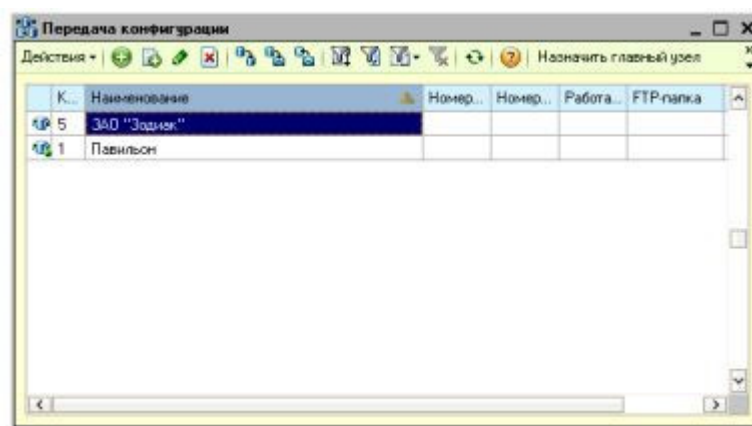 Передача конфигурации
Действия Назначить главный узел
К... Наименование Номер... Номер... Работа... FTP-папка
5 ЗАО "Зодиак"
1 Павильон